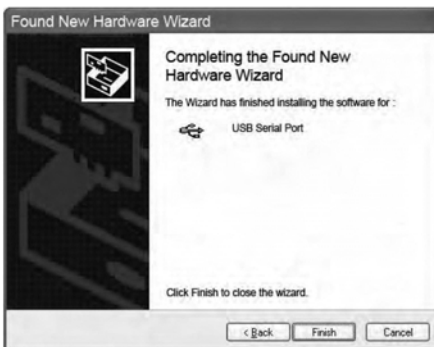 Found New Hardware Wizard
Completing the Found New
Hardware Wizard
The Wizard has finished installing the software for :
USB Serial Port
Click Finish to close the wizard.
< Back Finish Cancel